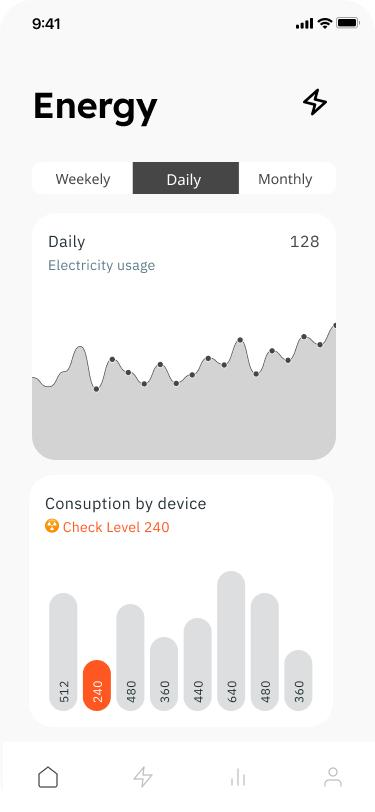 9:41
Energy
Weekely Daily Monthly
Daily 128
Electricity usage
Consuption by device
Check Level 240
512 240 480 360 440 640 480 360